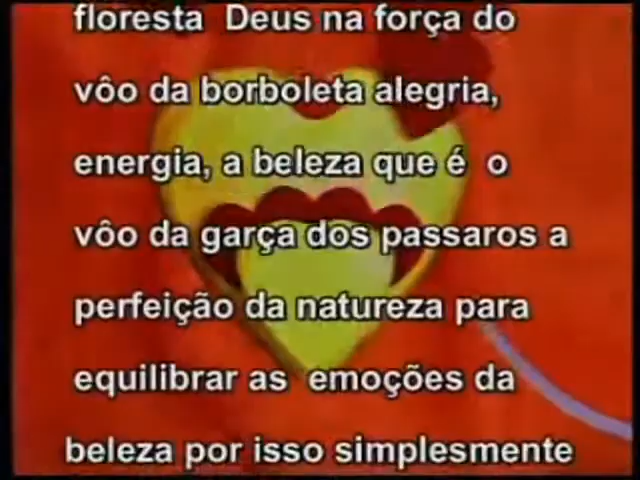 floresta Deus na força do
vôo da borboleta alegria,
energia, a beleza que é o
vôo da garça dos passaros a
perfeição da natureza para
equilibrar as emoções da
beleza por isso simplesmente